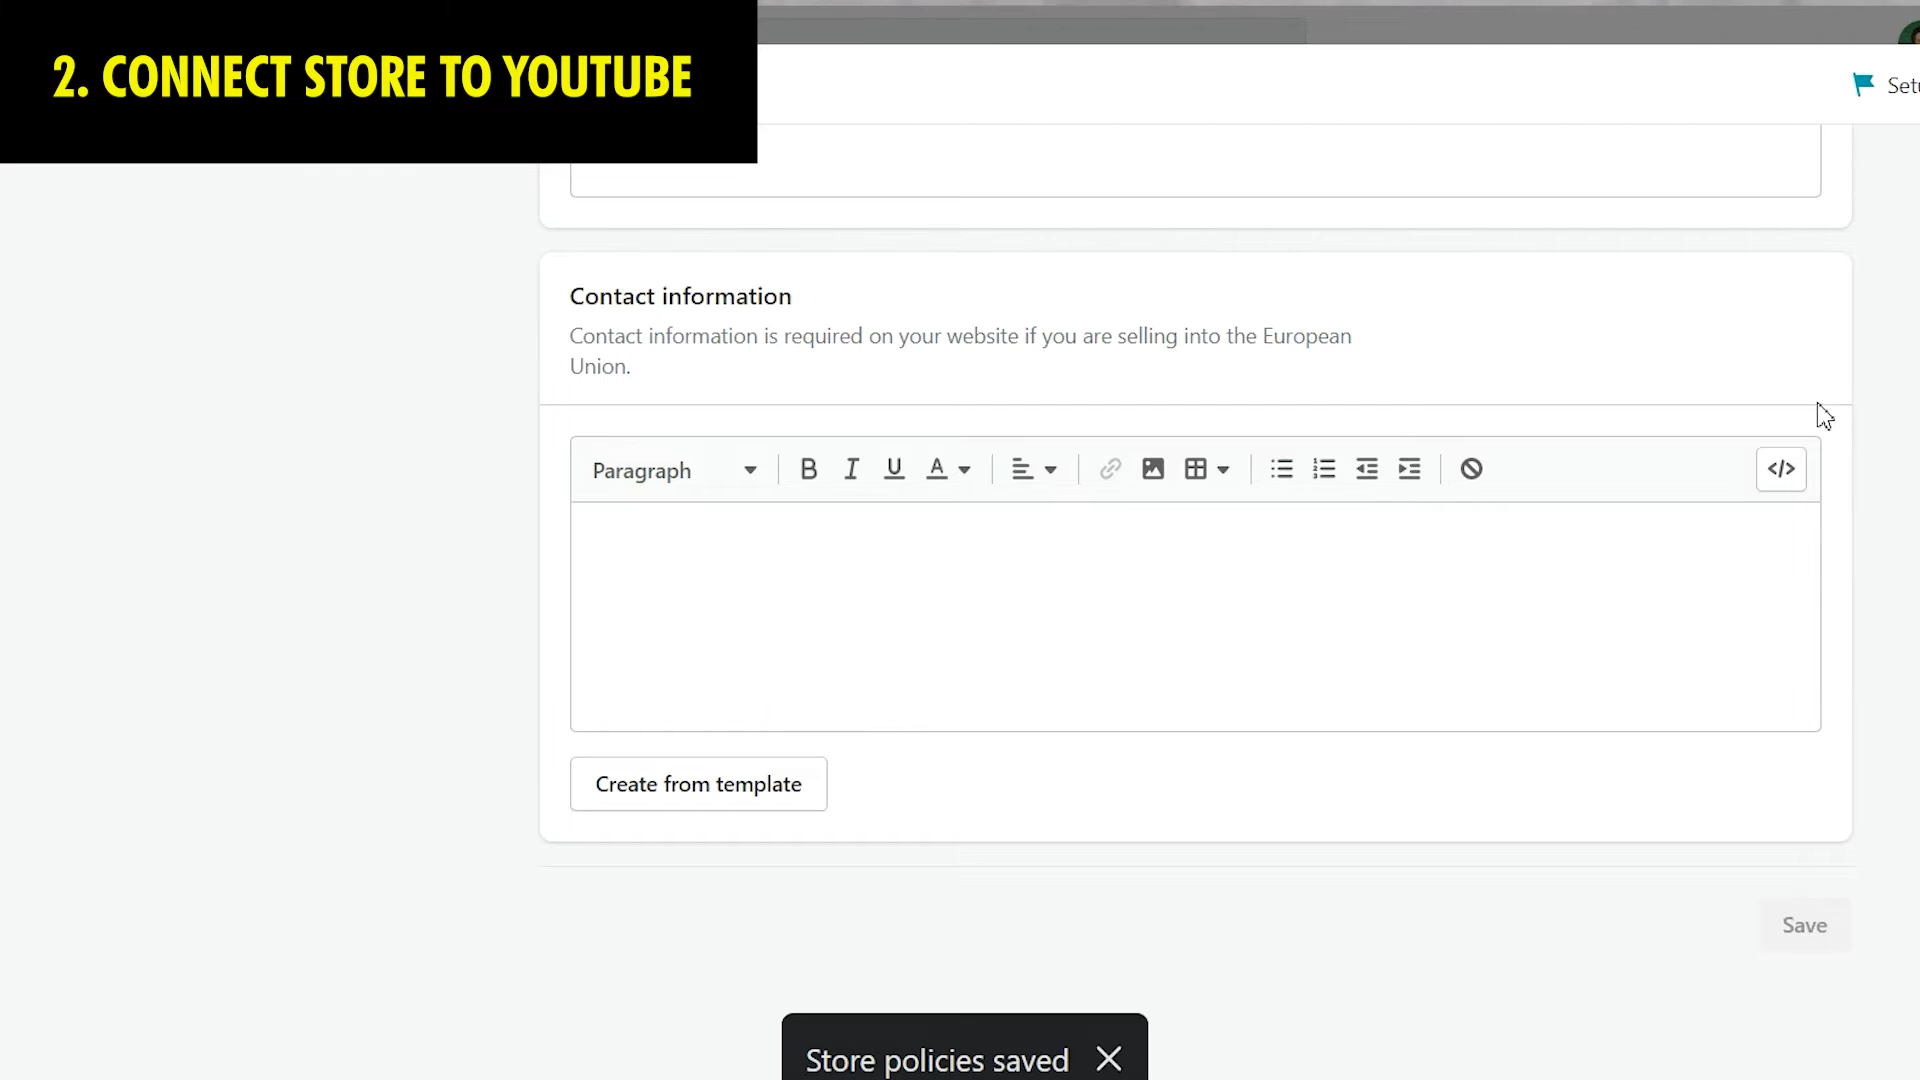 2. CONNECT STORE TO YOUTUBE
Contact information
Contact information is required on your website if you are selling into the European
Union.
Paragraph
B I U A </>
Create from template
Save
Store policies saved